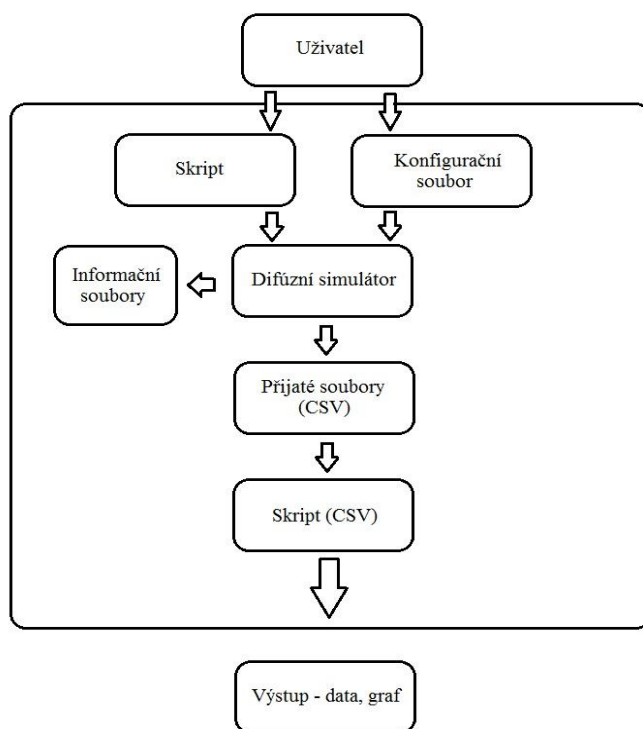 Uživatel
Skript
Konfigurační
soubor
Informační
soubory
Difúzní simulátor
Přijaté soubory
(CSV)
Skript (CSV)
Výstup - data, graf